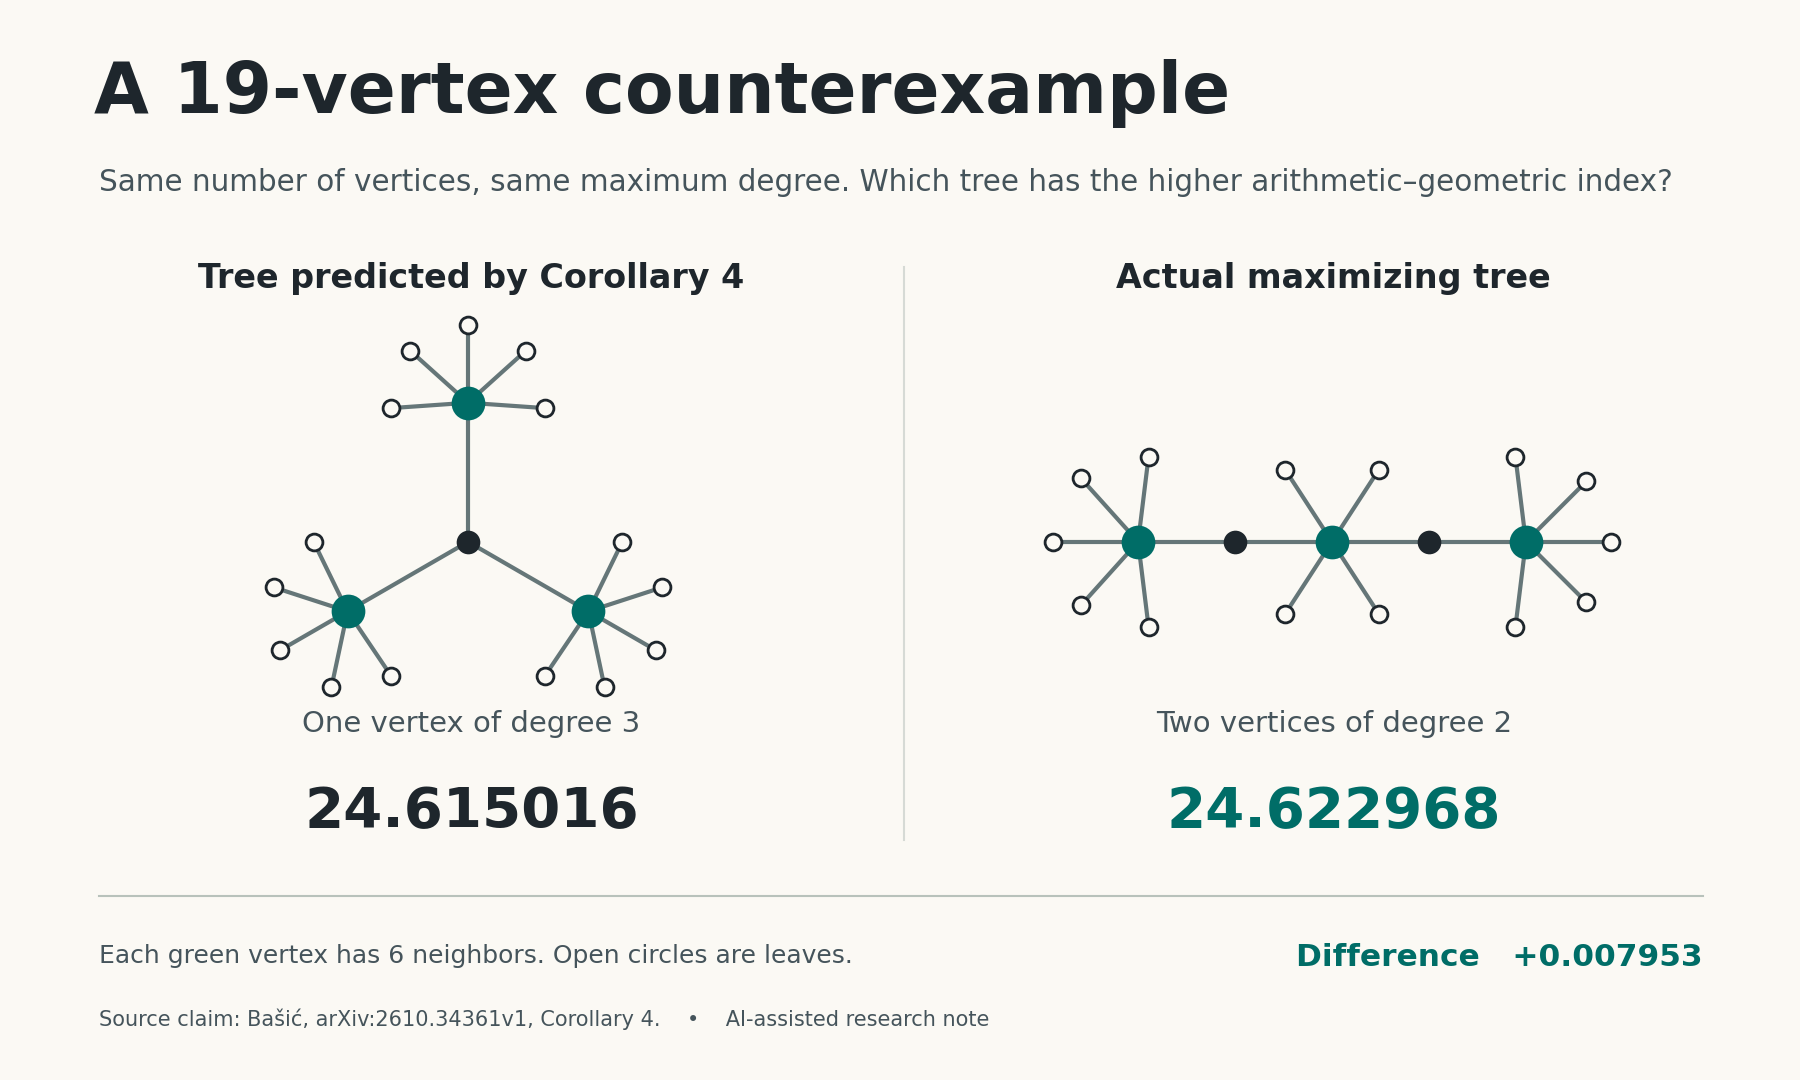 A 19-vertex counterexample
Same number of vertices, same maximum degree. Which tree has the higher arithmetic–geometric index?
Tree predicted by Corollary 4
One vertex of degree 3
24.615016
Actual maximizing tree
Two vertices of degree 2
24.622968
Each green vertex has 6 neighbors. Open circles are leaves.
Difference +0.007953
Source claim: Bašić, arXiv:2610.34361v1, Corollary 4. • AI-assisted research note